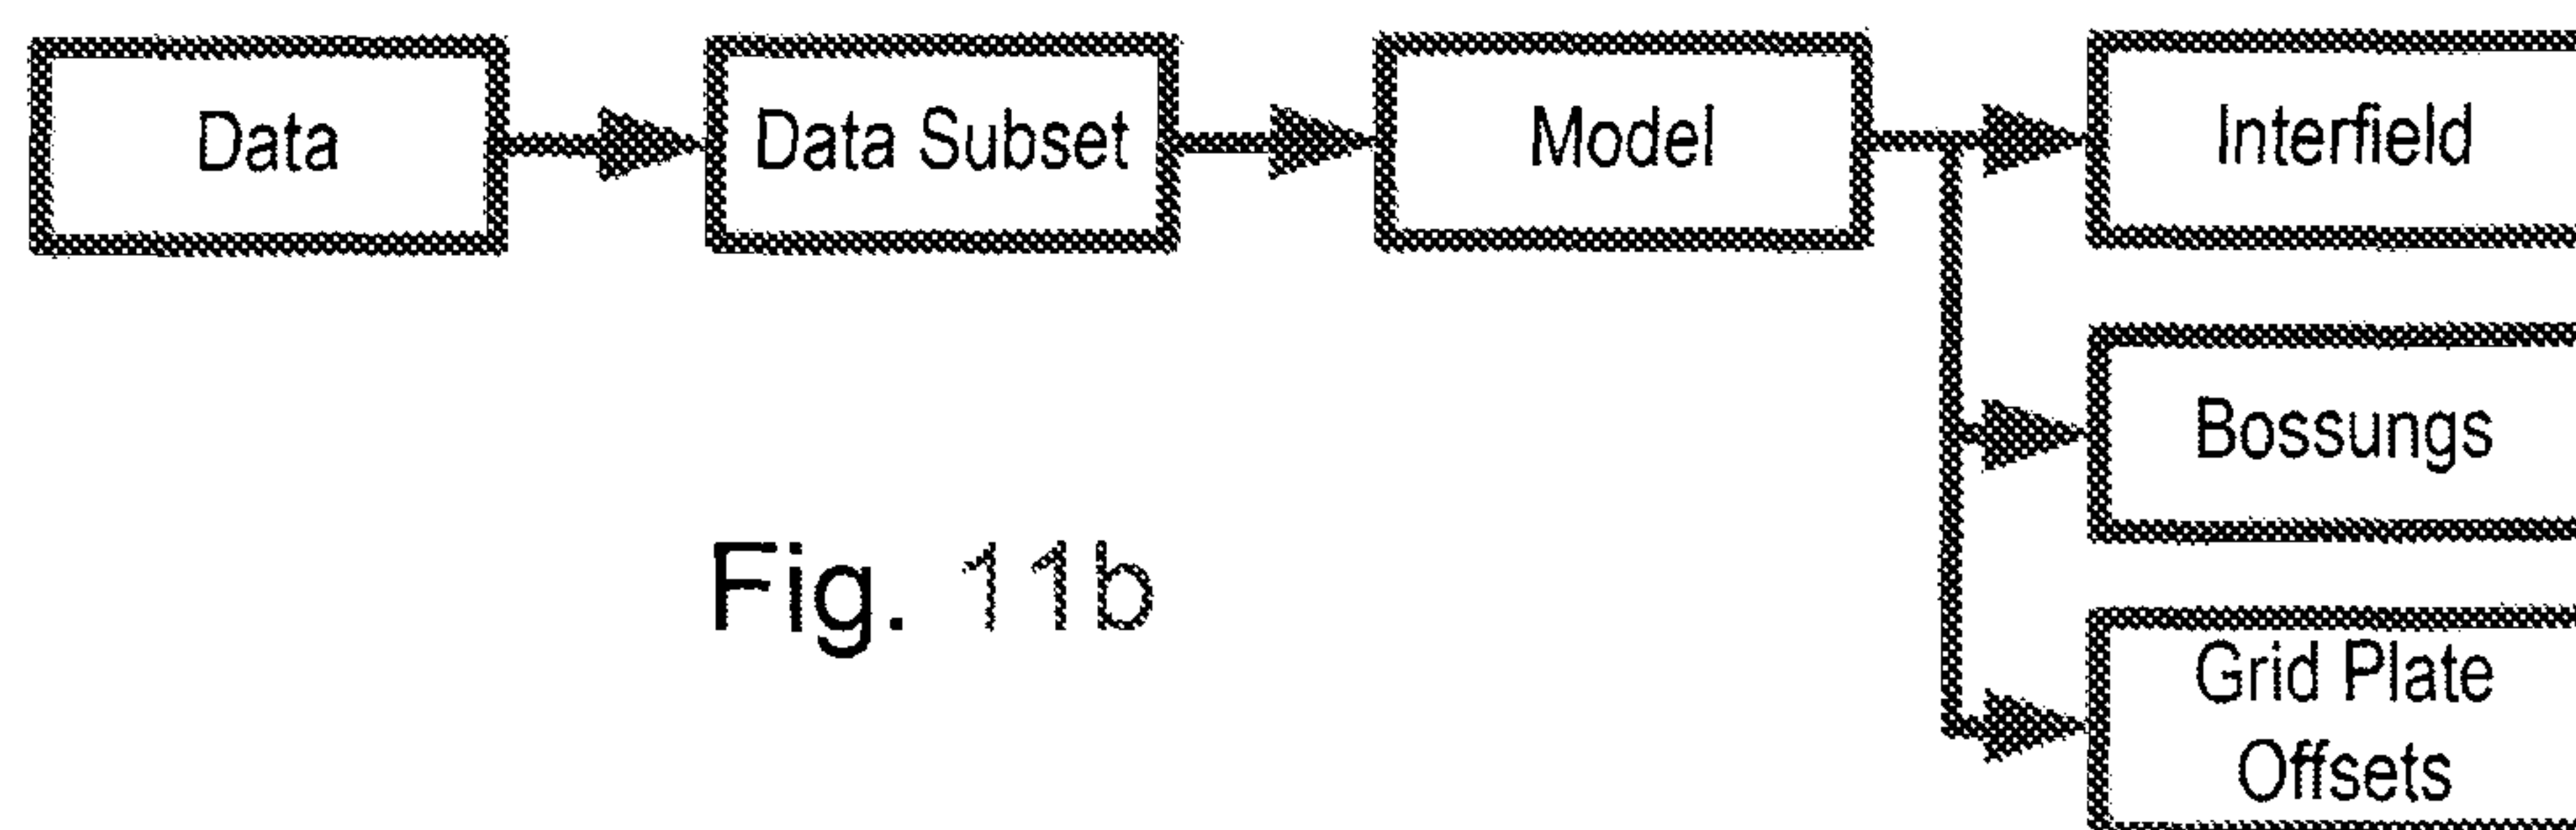 Data
Data Subset
Model
Interfield
Bossungs
Grid Plate
Offsets
Fig. 11b